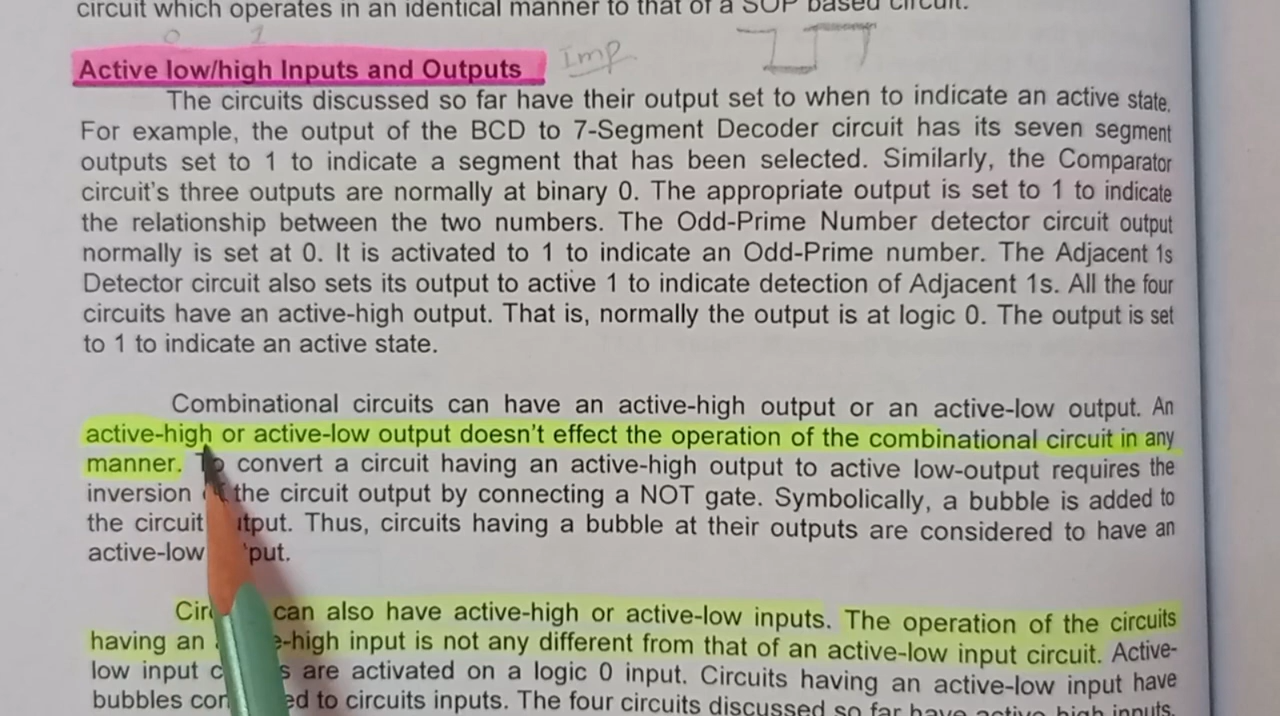 circuit which operates in an identical manner to that of a SOP based circuit.
0 1
Active low/high Inputs and Outputs Imp
The circuits discussed so far have their output set to when to indicate an active state.
For example, the output of the BCD to 7-Segment Decoder circuit has its seven segment
outputs set to 1 to indicate a segment that has been selected. Similarly, the Comparator
circuit's three outputs are normally at binary 0. The appropriate output is set to 1 to indicate
the relationship between the two numbers. The Odd-Prime Number detector circuit output
normally is set at 0. It is activated to 1 to indicate an Odd-Prime number. The Adjacent 1s
Detector circuit also sets its output to active 1 to indicate detection of Adjacent 1s. All the four
circuits have an active-high output. That is, normally the output is at logic 0. The output is set
to 1 to indicate an active state.
Combinational circuits can have an active-high output or an active-low output. An
active-high or active-low output doesn't effect the operation of the combinational circuit in any
manner. To convert a circuit having an active-high output to active low-output requires the
inversion the circuit output by connecting a NOT gate. Symbolically, a bubble is added to
the circuit Thus, circuits having a bubble at their outputs are considered to have an
active-low
can also have active-high or active-low inputs. The operation of the circuits
having an input is not any different from that of an active-low input circuit. Active-
low input are activated on a logic 0 input. Circuits having an active-low input have
bubbles to circuits inputs. The four circuits discussed so far have active high inputs.